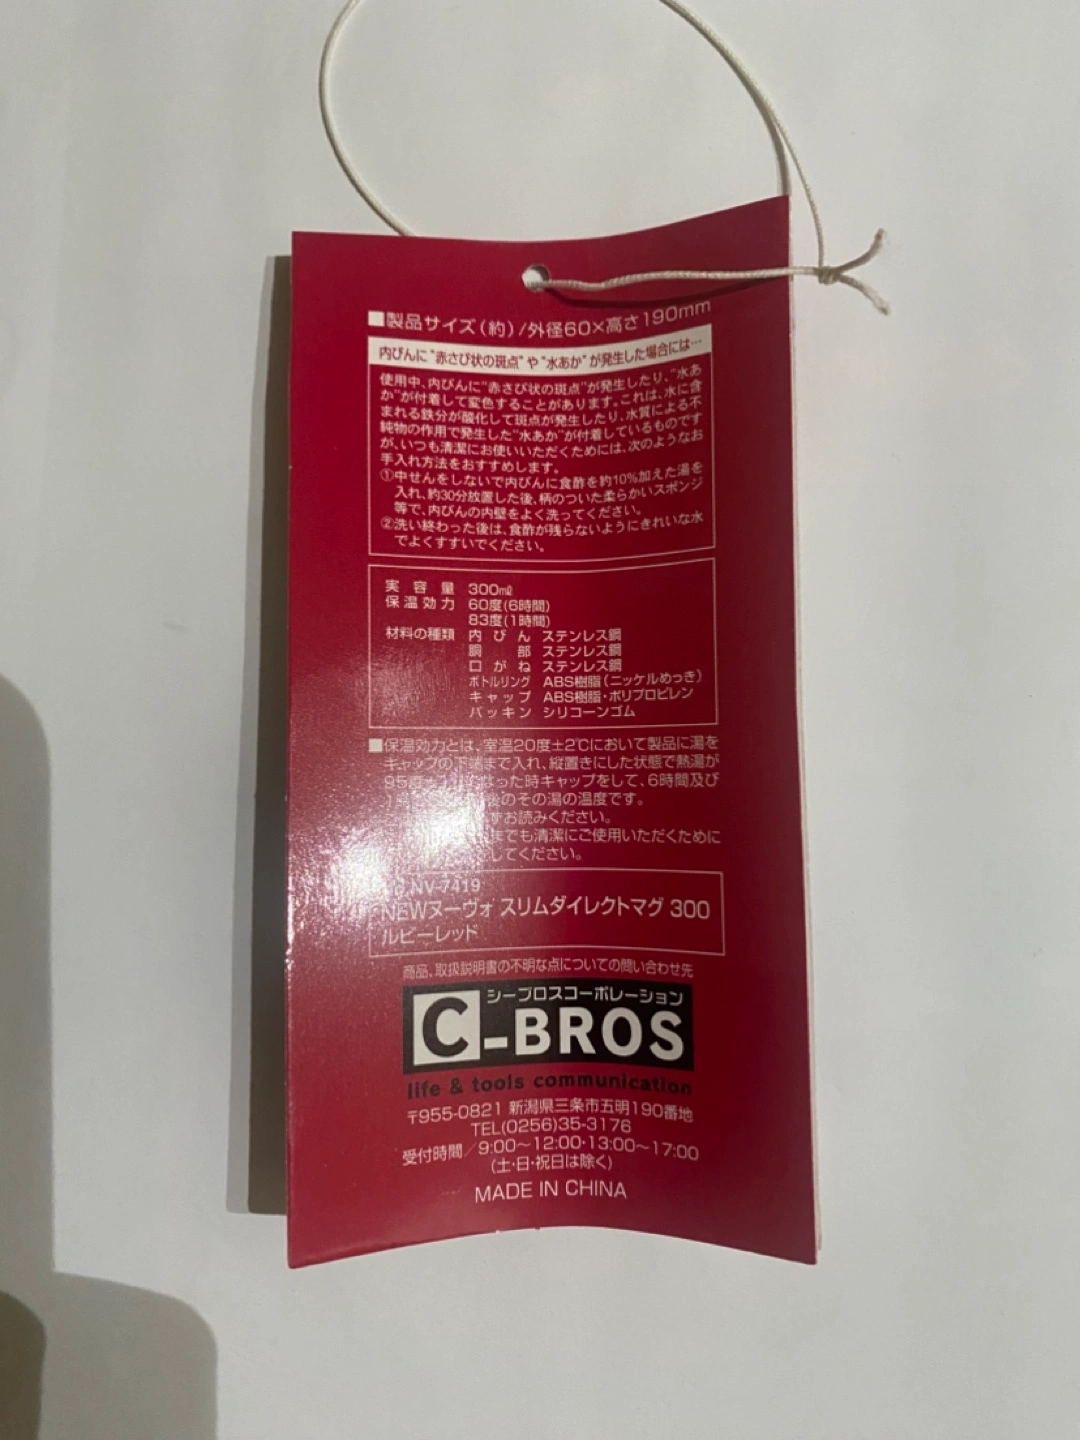 ■製品サイズ(約)/外径60×高さ190mm
内びんに"赤さび状の斑点"や"水あか"が発生した場合には…
使用中、内びんに"赤さび状の斑点"が発生したり、"水あ
か"が付着して変色することがあります。これは、水に含
まれる鉄分が酸化して斑点が発生したり、水質による不
純物の作用で発生した"水あか"が付着しているものです
が、いつも清潔にお使いいただくためには、次のようなお
手入れ方法をおすすめします。
①中せんをしないで内びんに食酢を約10%加えた湯を
入れ、約30分放置した後、柄のついた柔らかいスポンジ
等で、内びんの内壁をよく洗ってください。
②洗い終わった後は、食酢が残らないようにきれいな水
でよくすすいでください。
実容量 300㎖
保温効力 60度(6時間)
83度(1時間)
材料の種類 内びん ステンレス鋼
胴部 ステンレス鋼
口がね ステンレス鋼
ボトルリング ABS樹脂(ニッケルめっき)
キャップ ABS樹脂・ポリプロピレン
パッキン シリコーンゴム
■保温効力とは、室温20度±2℃において製品に湯を
キャップの下端まで入れ、縦置きにした状態で熱湯が
95度 なった時キャップをして、6時間及び
1 後のその湯の温度です。
ずお読みください。
までも清潔にご使用いただくために
してください。
NV-7419
NEWヌーヴォ スリムダイレクトマグ 300
ルビーレッド
商品、取扱説明書の不明な点についての問い合わせ先
シーブロスコーポレーション
C-BROS
life & tools communication
〒955-0821 新潟県三条市五明190番地
TEL(0256)35-3176
受付時間/9:00～12:00・13:00～17:00
(土・日・祝日は除く)
MADE IN CHINA